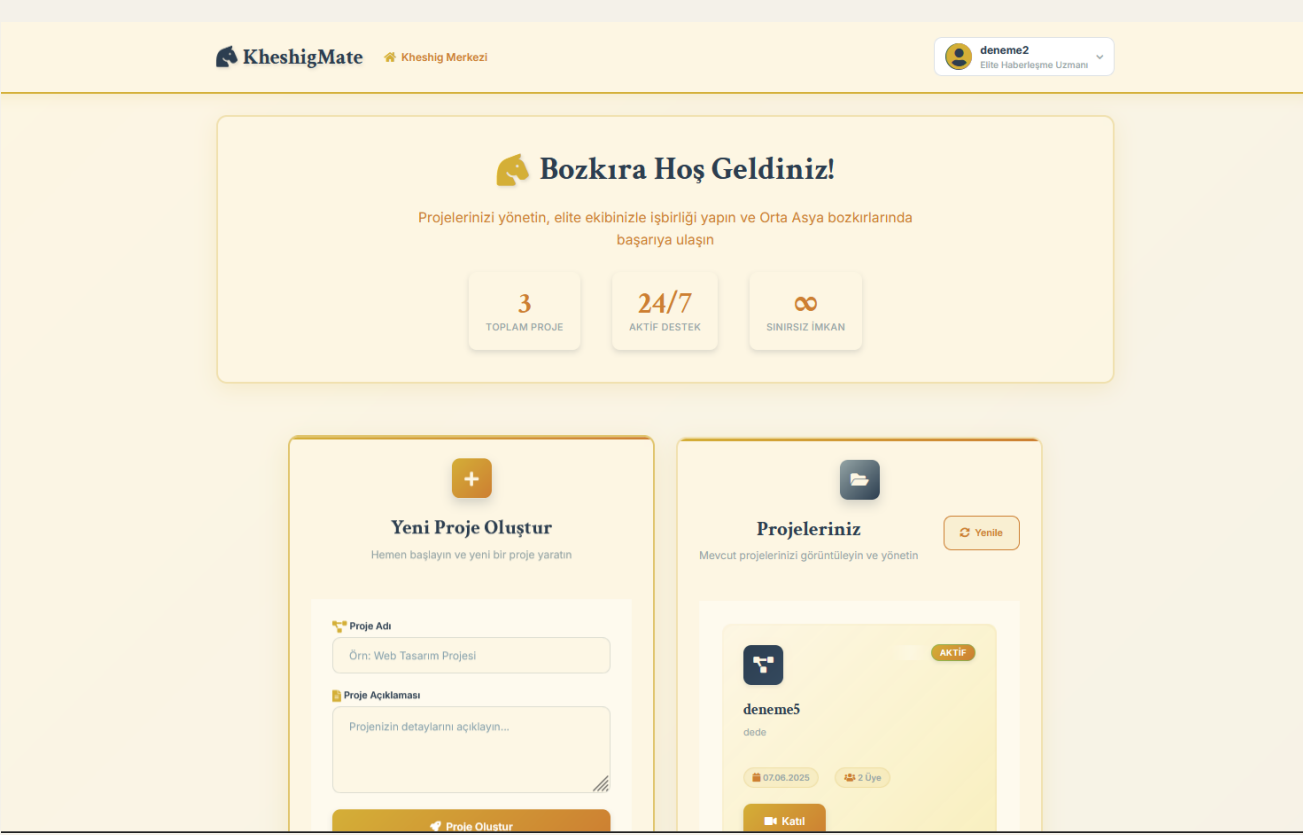 KheshigMate
Kheshig Merkezi
deneme2
Elite Haberleşme Uzmanı
Bozkıra Hoş Geldiniz!
Projelerinizi yönetin, elite ekibinizle işbirliği yapın ve Orta Asya bozkırlarında
başarıya ulaşın
3
TOPLAM PROJE
24/7
AKTİF DESTEK
∞
SINIRSIZ İMKAN
Yeni Proje Oluştur
Hemen başlayın ve yeni bir proje yaratın
Proje Adı
Örn: Web Tasarım Projesi
Proje Açıklaması
Projenizin detaylarını açıklayın...
Proje Oluştur
Projeleriniz
Mevcut projelerinizi görüntüleyin ve yönetin
Yenile
AKTİF
deneme5
dede
07.06.2025
2 Üye
Katıl